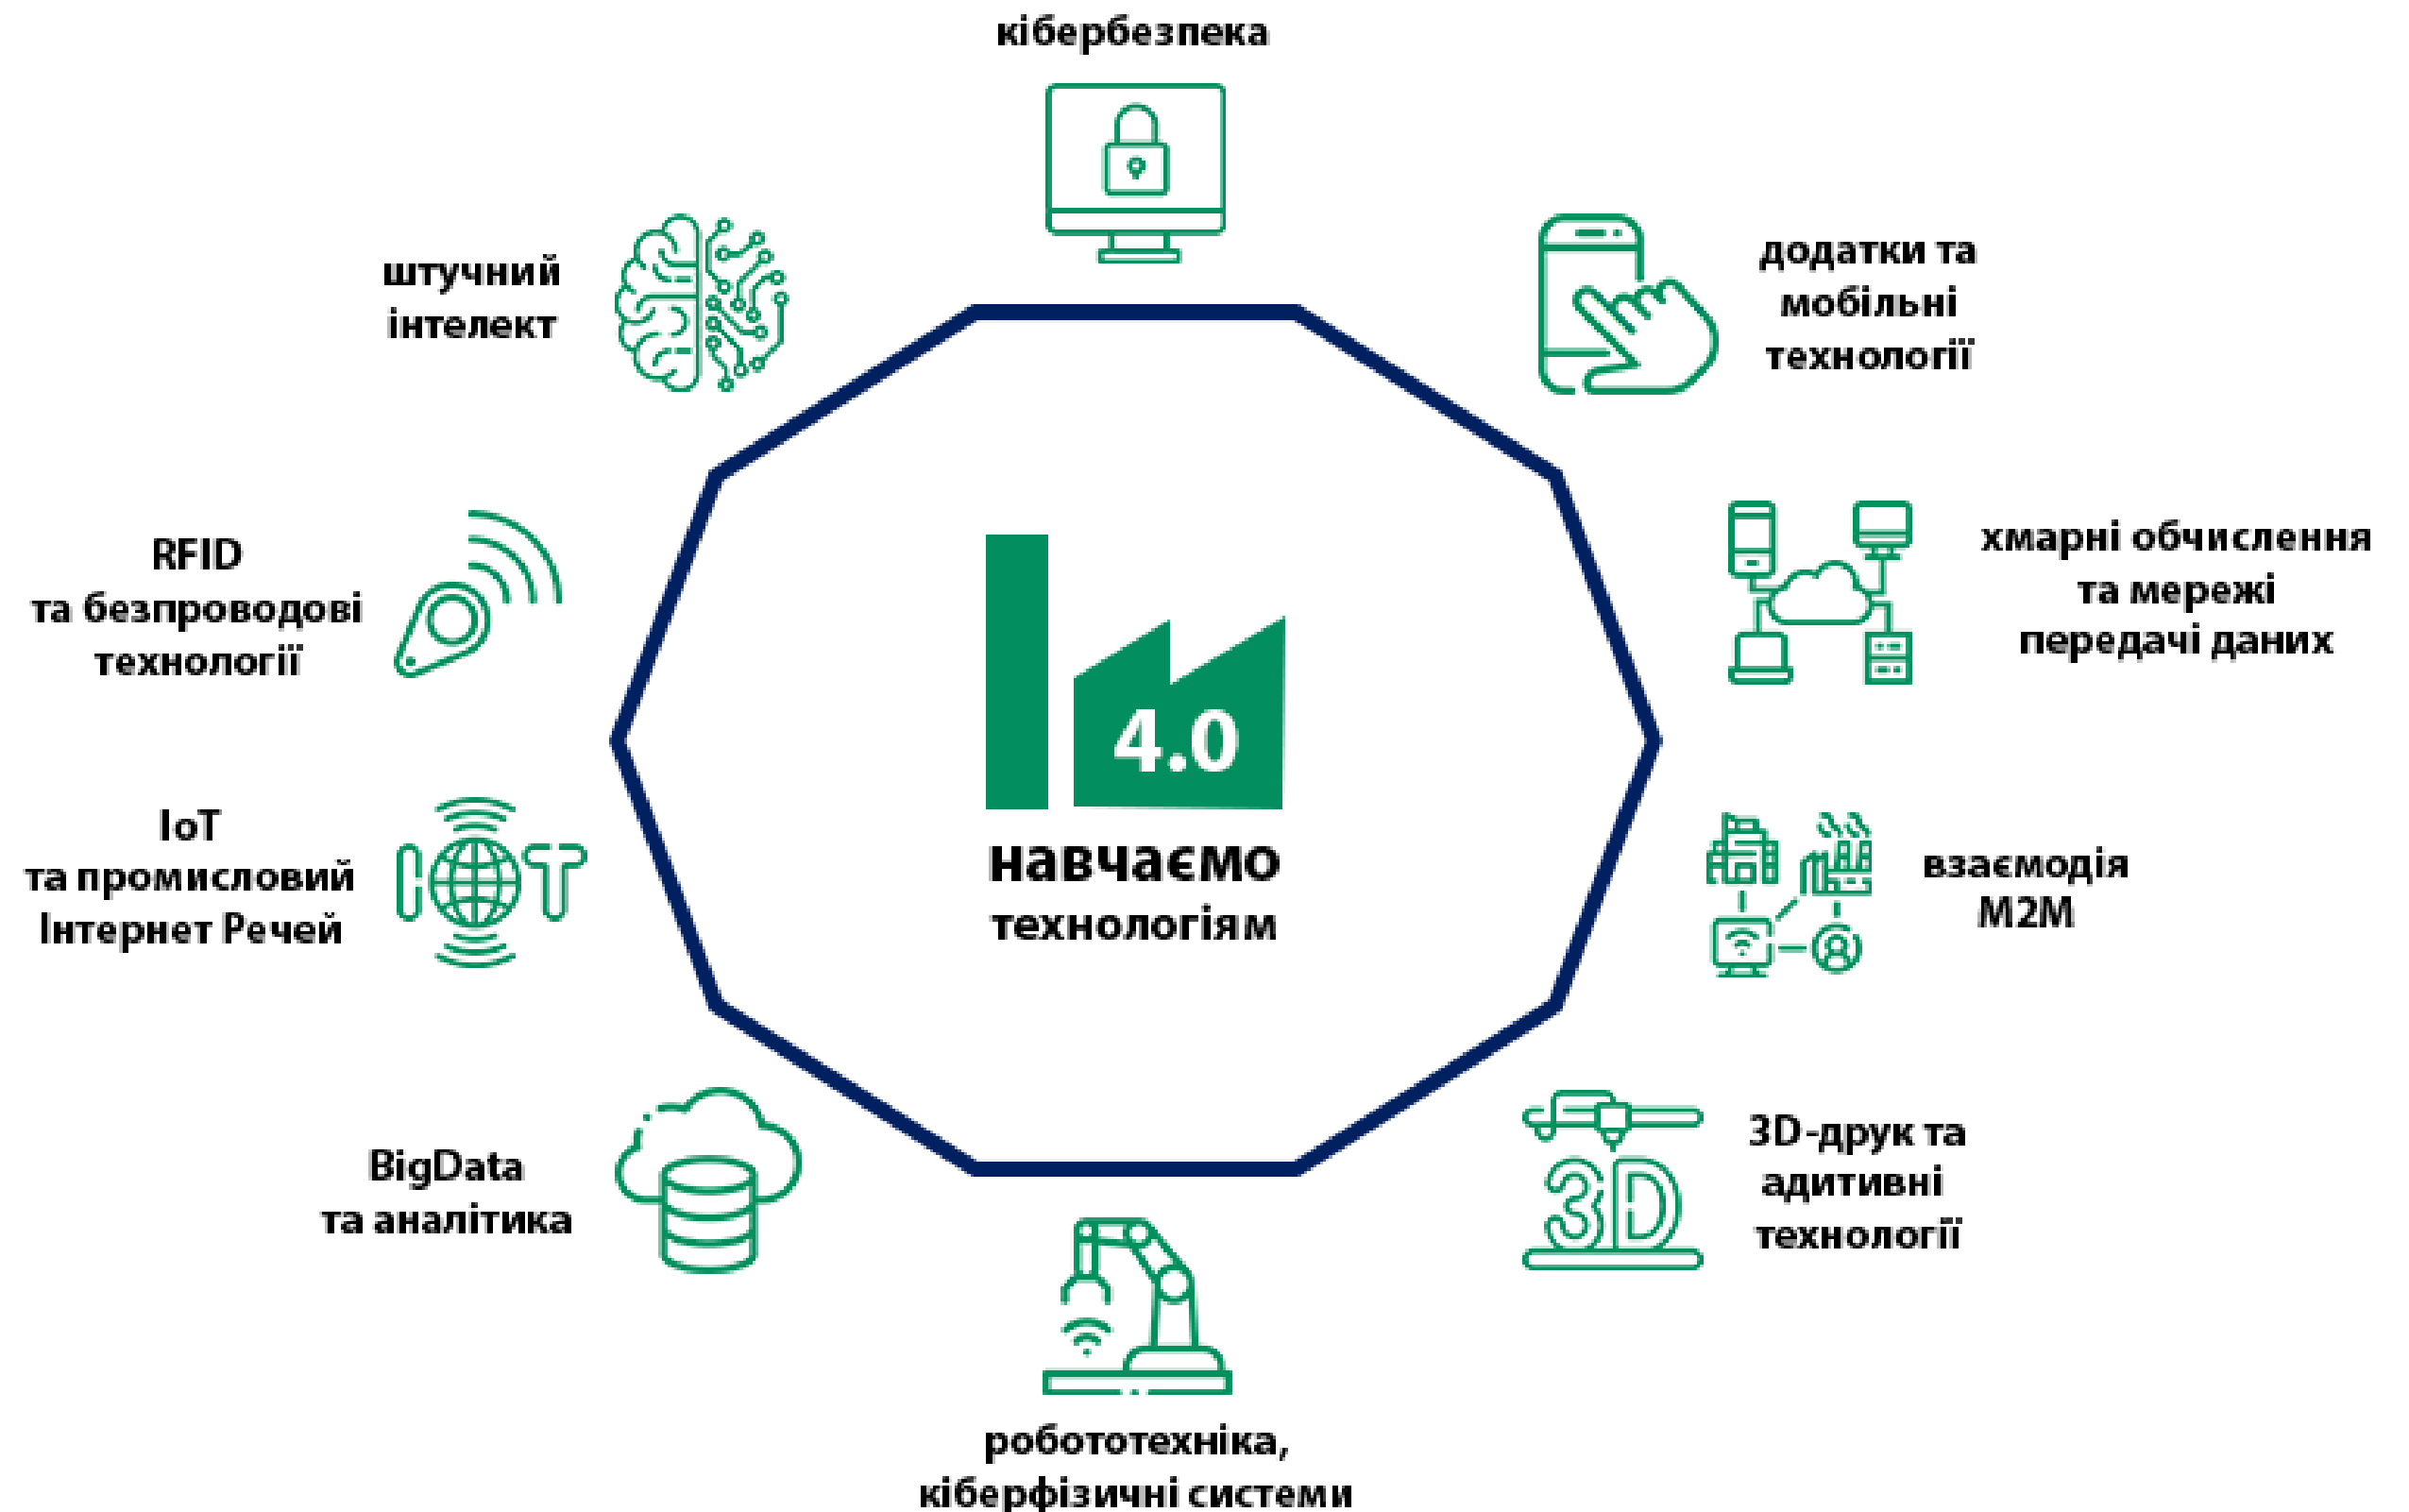 кібербезпека
штучний
інтелект
додатки та
мобільні
технології
RFID
та безпроводові
технології
хмарні обчислення
та мережі
передачі даних
4.0
навчаємо
технологіям
IoT
та промисловий
Інтернет Речей
IOT
взаємодія
M2M
BigData
та аналітика
3D-друк та
адитивні
технології
3D
робототехніка,
кіберфізичні системи